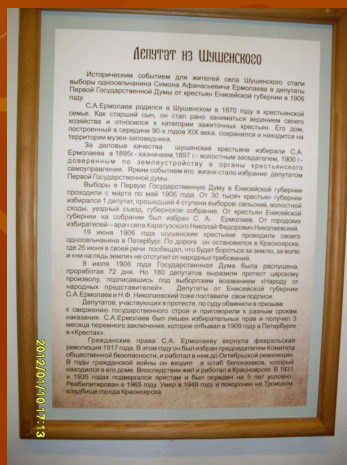 Депутат из Шушенского
Историческим событием для жителей села Шушенского стали
выборы односельчанина Симона Афанасьевича Ермолаева в депутаты
Первой Государственной Думы от крестьян Енисейской губернии в 1906
году.
С.А.Ермолаев родился в Шушенском в 1870 году в крестьянской
семье. Как старший сын, он стал рано заниматься ведением своего
хозяйства и относился к категории зажиточных крестьян. Его дом,
построенный в середине 90-х годов XIX века, сохранился и находится на
территории музея-заповедника.
За деловые качества шушенские крестьяне избирали С.А.
Ермолаева в 1895г.- казначеем,1897 г.- волостным заседателем, 1900 г.-
доверенным по землеустройству в органы крестьянского
самоуправления. Ярким событием его жизни стало избрание депутатом
Первой Государственной думы.
Выборы в Первую Государственную Думу в Енисейской губернии
проходили с марта по май 1906 года. От 30 тысяч крестьян губернии
избирался 1 депутат, прошедший 4 ступени выборов: сельский, волостной
сходы, уездный съезд, губернское собрание. От крестьян Енисейской
губернии на собрании был избран С. А. Ермолаев. От городских
избирателей – врач села Каратузского Николай Федорович Николаевский.
19 июня 1906 года шушенские крестьяне проводили своего
односельчанина в Петербург. По дороге он остановился в Красноярске,
где 26 июня в своей речи пообещал, что будет бороться за землю, за волю
и ни на пядь земли не отступит от народных требований.
9 июля 1906 года Государственная Дума была распущена,
проработав 72 дня. Но 180 депутатов выразили протест царскому
произволу, подписавшись под выборгским воззванием «Народу от
народных представителей». Депутаты от Енисейской губернии
С.А.Ермолаев и Н.Ф. Николаевский тоже поставили свои подписи.
Депутатов, участвующих в протесте, по суду обвинили в призыве
к свержению государственного строя и приговорили к разным срокам
наказания. С.А.Ермолаев был лишен избирательных прав и получил 3
месяца тюремного заключения, которое отбывал в 1909 году в Петербурге
в «Крестах».
Гражданские права С.А. Ермолаеву вернула февральская
революция 1917 года. В этом году он был избран председателем Комитета
общественной безопасности, и работал в нем до Октябрьской революции.
В годы гражданской войны он входил в штаб белоказаков, который
находился в его доме. Впоследствии жил и работал в Красноярске. В 1931
и 1935 годах подвергался арестам и был осужден на 5 лет условно.
Реабилитирован в 1965 году. Умер в 1948 году и похоронен на Троицком
кладбище города Красноярска.
2012/01/10 17:13